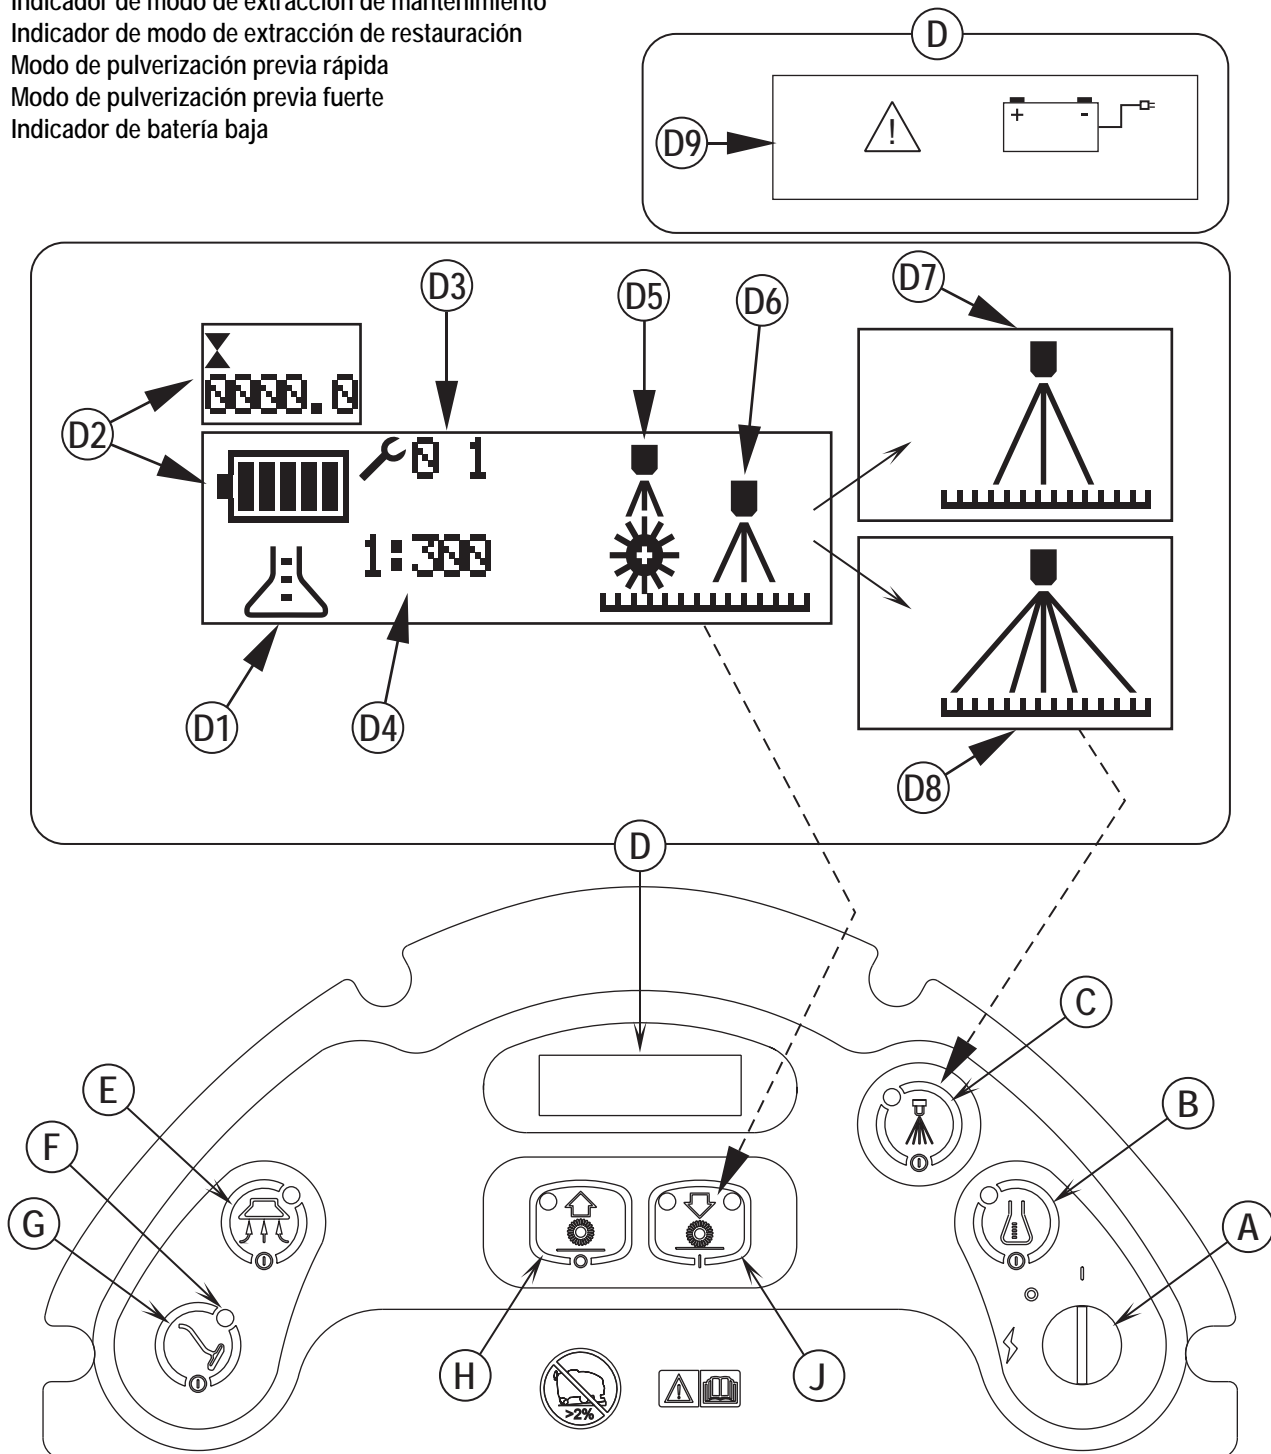 Indicador de modo de extracción de mantenimiento
Indicador de modo de extracción de restauración
Modo de pulverización previa rápida
Modo de pulverización previa fuerte
Indicador de batería baja
D
D9
!
+ -
D3
D5
D6
D7
D2
0000.0
0 1
1:300
D1
D4
D8
D
C
E
B
F
G
A
H
J
>2%
!